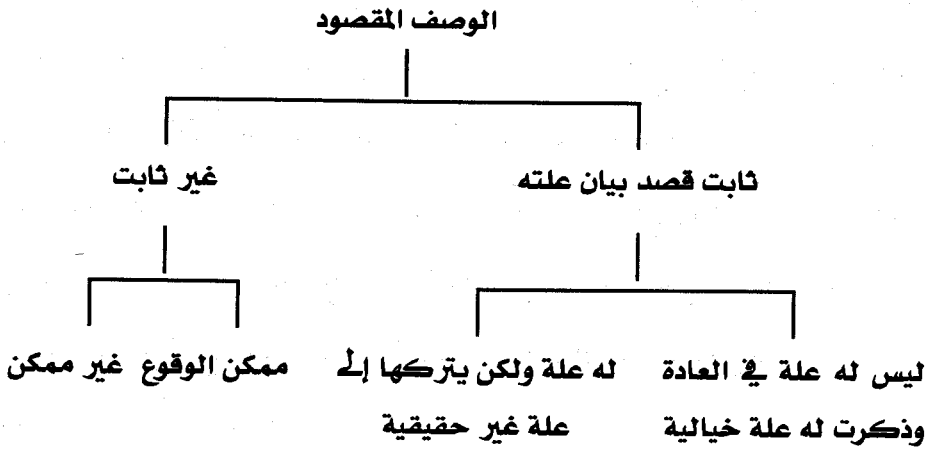 الوصف المقصود
ثابت قصد بيان علته
غير ثابت
ليس له علة في العادة
وذكرت له علة خيالية
له علة ولكن يتركها إلى
علة غير حقيقية
ممكن الوقوع
غير ممكن